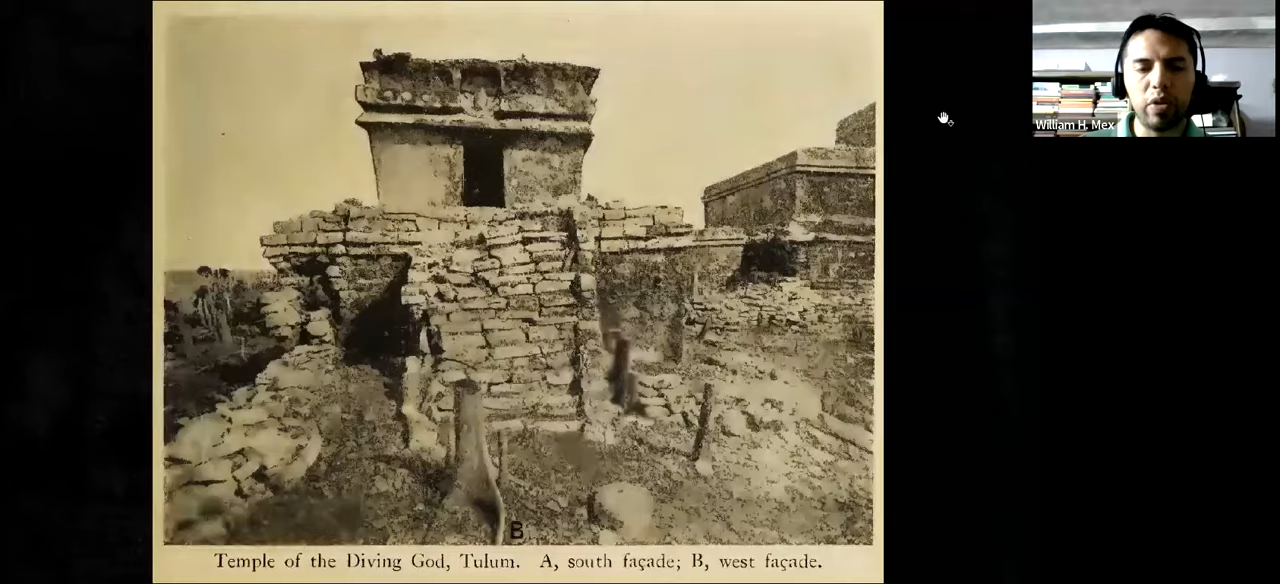 William H. Mex
B
Temple of the Diving God, Tulum. A, south façade; B, west façade.